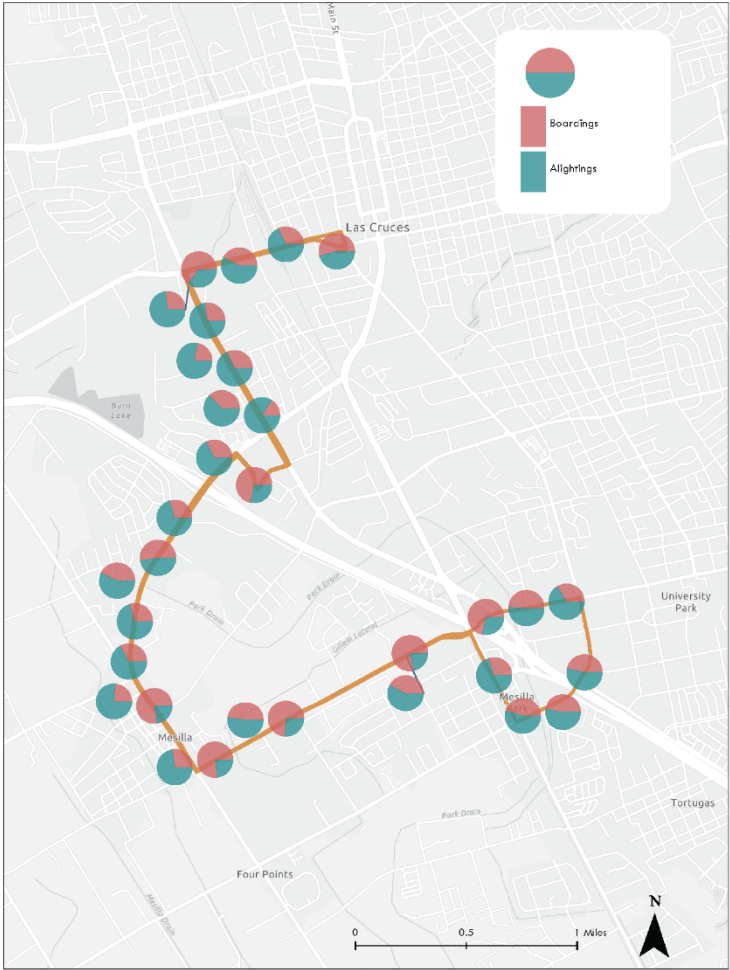 Main St
Boardings
Alightings
Las Cruces
Burn
Lake
Park Drain
Park Drain
University
Park
Gillem Lateral
Mesilla
Park
Mesilla
Tortugas
Park Drain
Four Points
Mesilla Drain
N
0 0.5 1 Miles